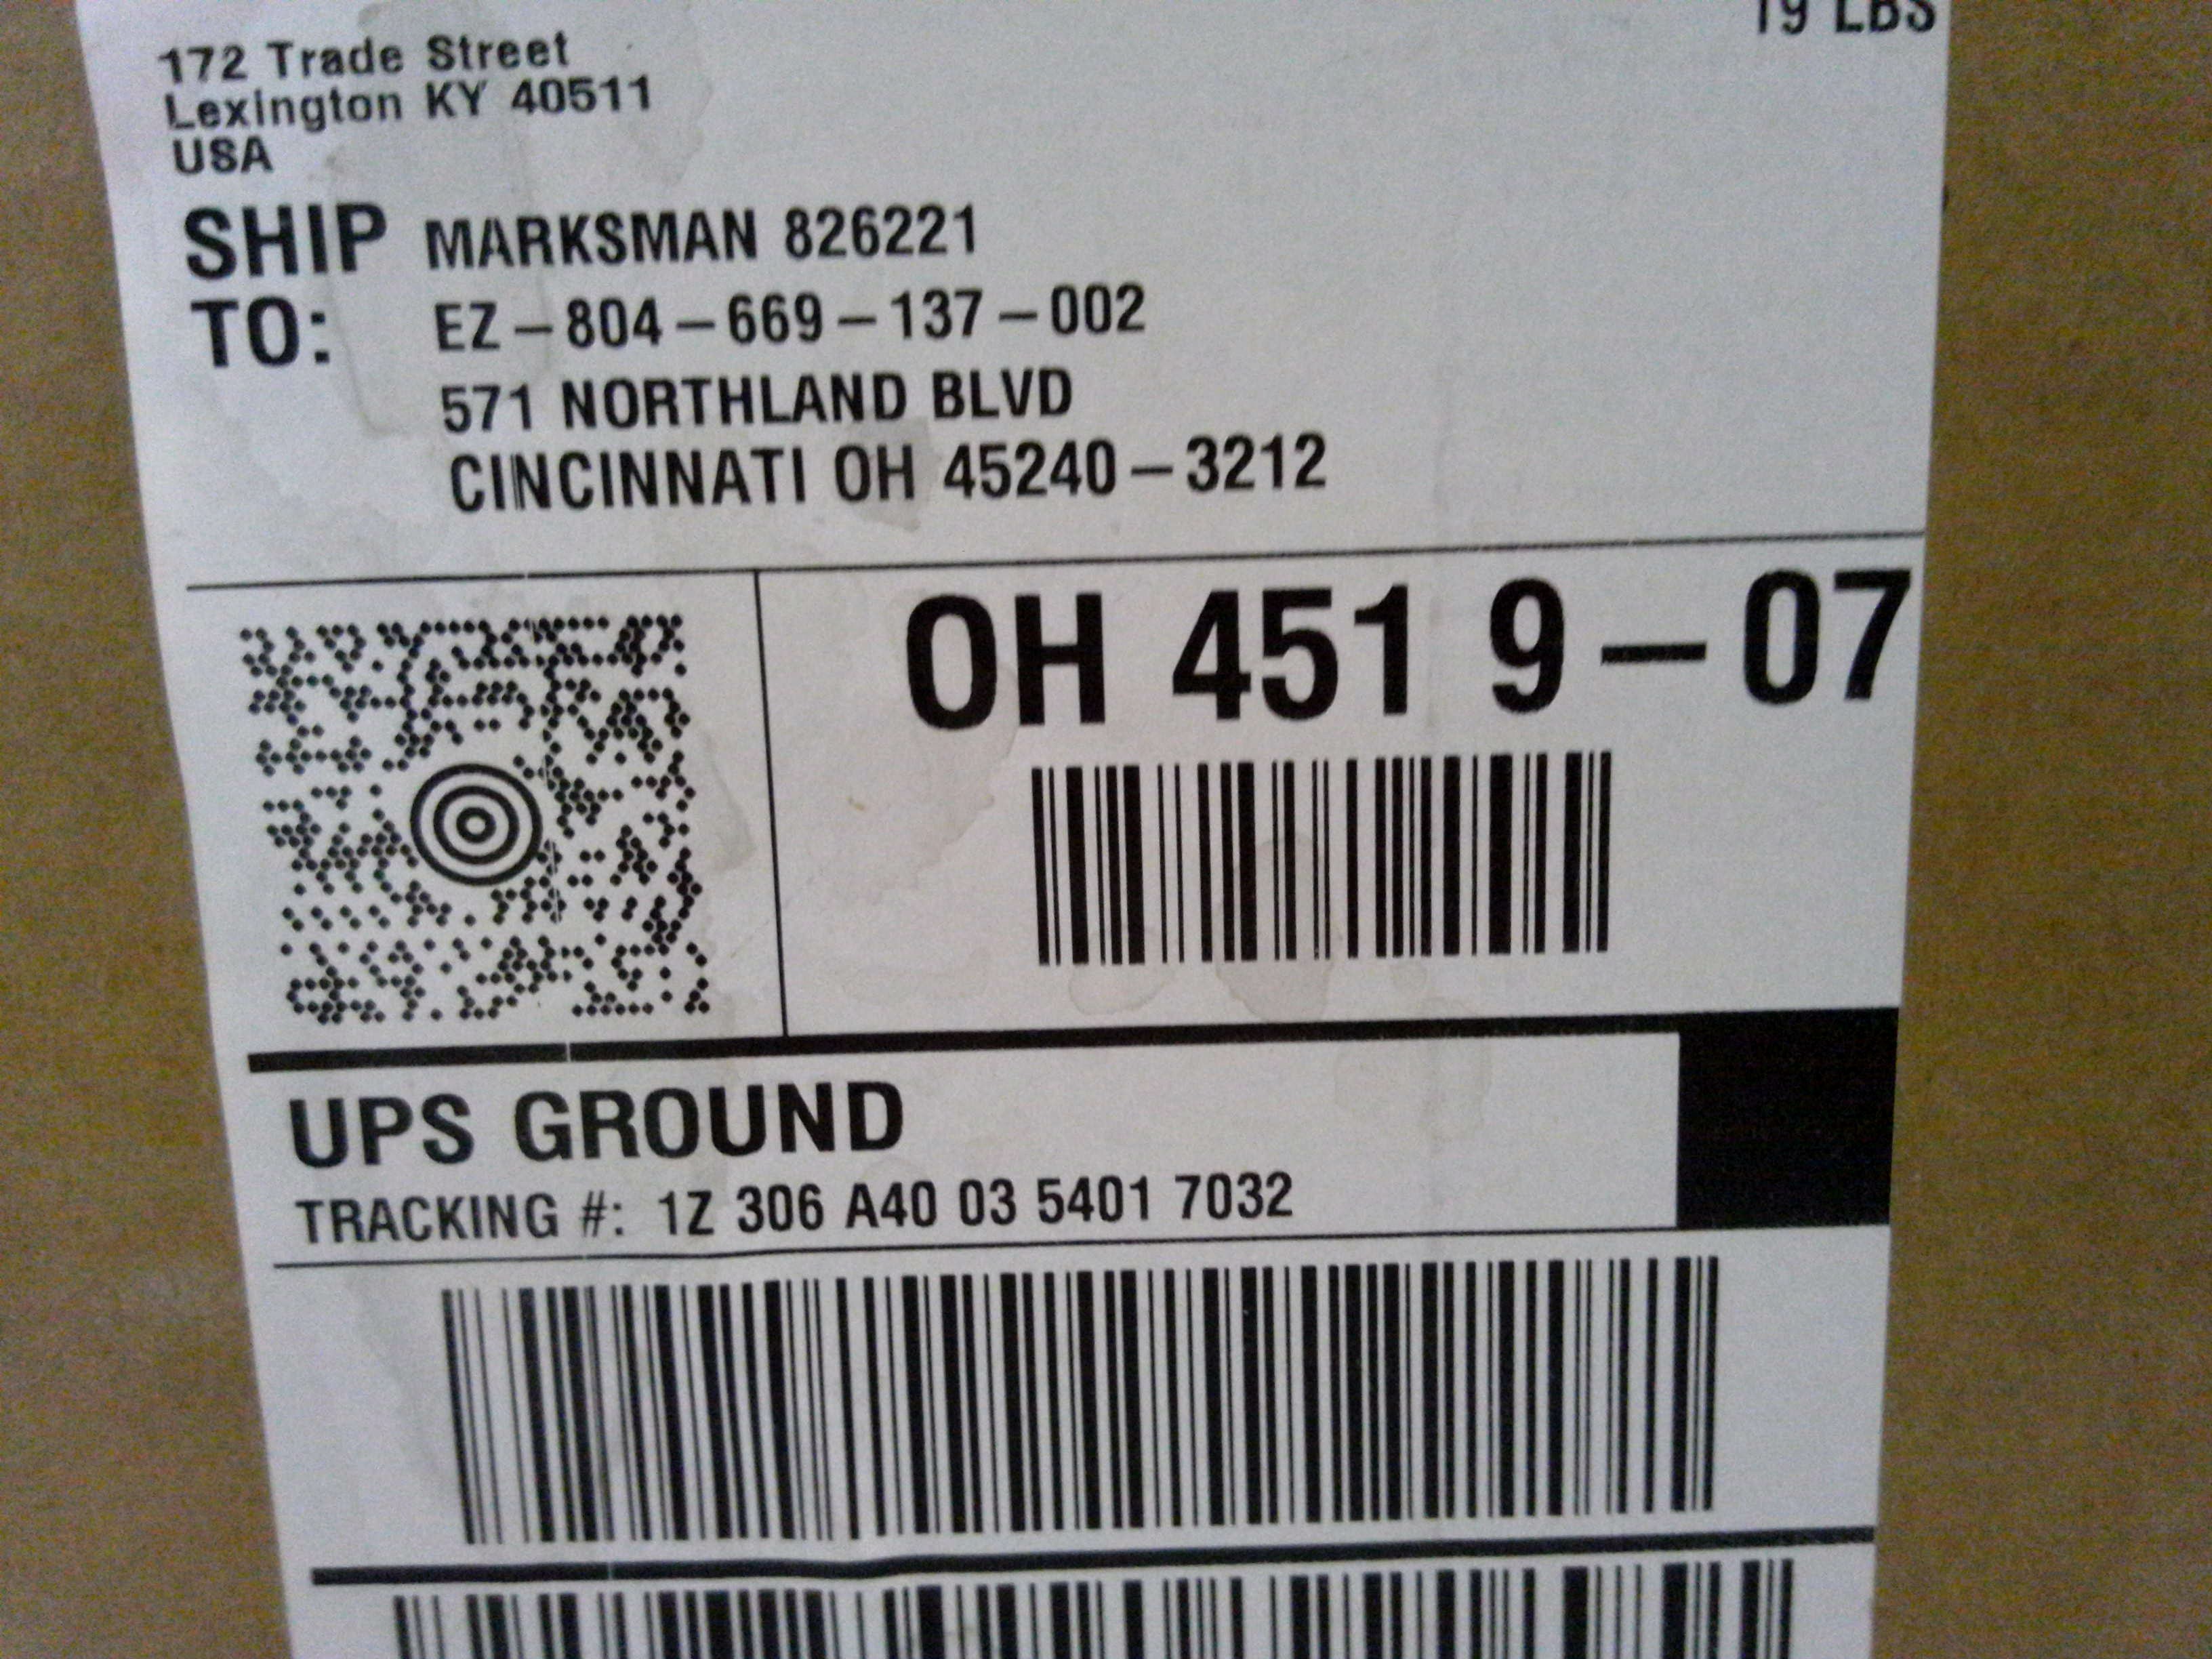 19 LBS
172 Trade Street
Lexington KY 40511
USA
SHIP TO:
MARKSMAN 826221
EZ-804-669-137-002
571 NORTHLAND BLVD
CINCINNATI OH 45240-3212
OH 451 9-07
UPS GROUND
TRACKING #: 1Z 306 A40 03 5401 7032